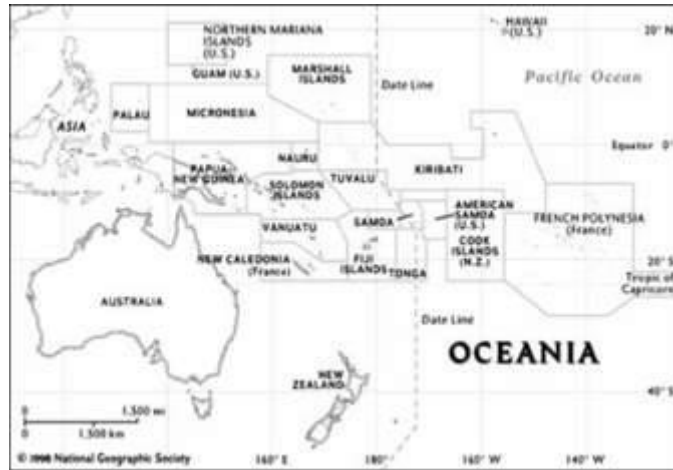 NORTHERN MARIANA
ISLANDS
(U.S.)
HAWAII
(U.S.)
20° N
GUAM (U.S.)
MARSHALL
ISLANDS
Date Line
Pacific Ocean
PALAU
MICRONESIA
ASIA
Equator 0°
NAURU
KIRIBATI
PAPUA
NEW GUINEA
SOLOMON
ISLANDS
TUVALU
SAMOA
AMERICAN
SAMOA
(U.S.)
FRENCH POLYNESIA
(France)
VANUATU
COOK
ISLANDS
(N.Z.)
NEW CALEDONIA
(France)
FIJI
ISLANDS
TONGA
20° S
Tropic of
Capricorn
AUSTRALIA
Date Line
OCEANIA
NEW
ZEALAND
40° S
0 1,500 mi
0 1,500 km
© 1998 National Geographic Society
160° E
180°
160° W
140° W